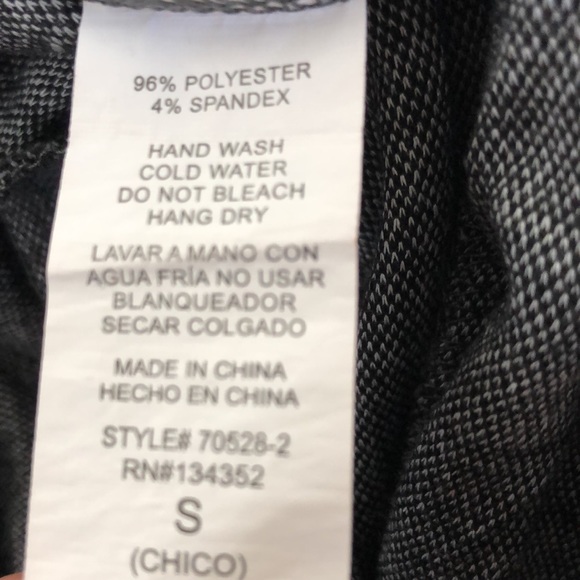 96% POLYESTER
4% SPANDEX
HAND WASH
COLD WATER
DO NOT BLEACH
HANG DRY
LAVAR A MANO CON
AGUA FRÍA NO USAR
BLANQUEADOR
SECAR COLGADO
MADE IN CHINA
HECHO EN CHINA
STYLE# 70528-2
RN#134352
S
(CHICO)